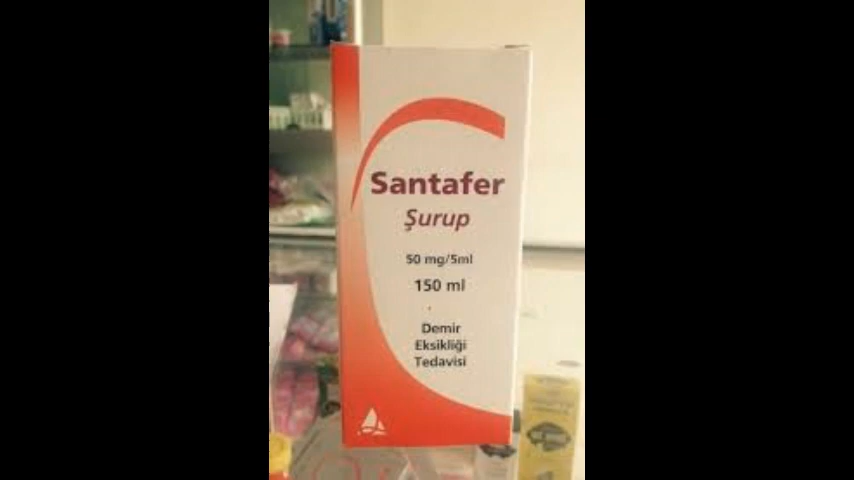 Santafer
Şurup
50 mg/5ml
150 ml
Demir
Eksikliği
Tedavisi